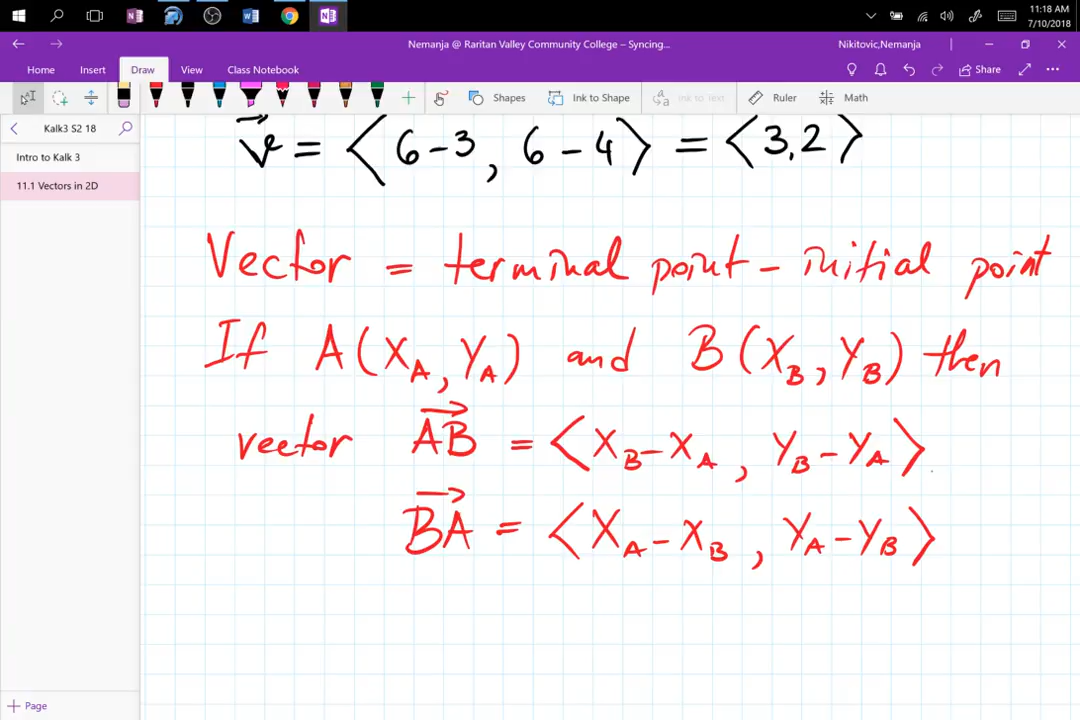 11:18 AM
7/10/2018
Nemanja @ Raritan Valley Community College – Syncing...
Nikitovic,Nemanja
Home Insert Draw View Class Notebook Share
Shapes Ink to Shape Ink to Text Ruler Math
Kalk3 S2 18
Intro to Kalk 3
11.1 Vectors in 2D
v⃗ = ⟨6-3, 6-4⟩ = ⟨3,2⟩
Vector = terminal point - initial point
If A(X_A, Y_A) and B(X_B, Y_B) then
vector A⃗B⃗ = ⟨X_B - X_A, Y_B - Y_A⟩.
B⃗A⃗ = ⟨X_A - X_B, Y_A - Y_B⟩
+ Page